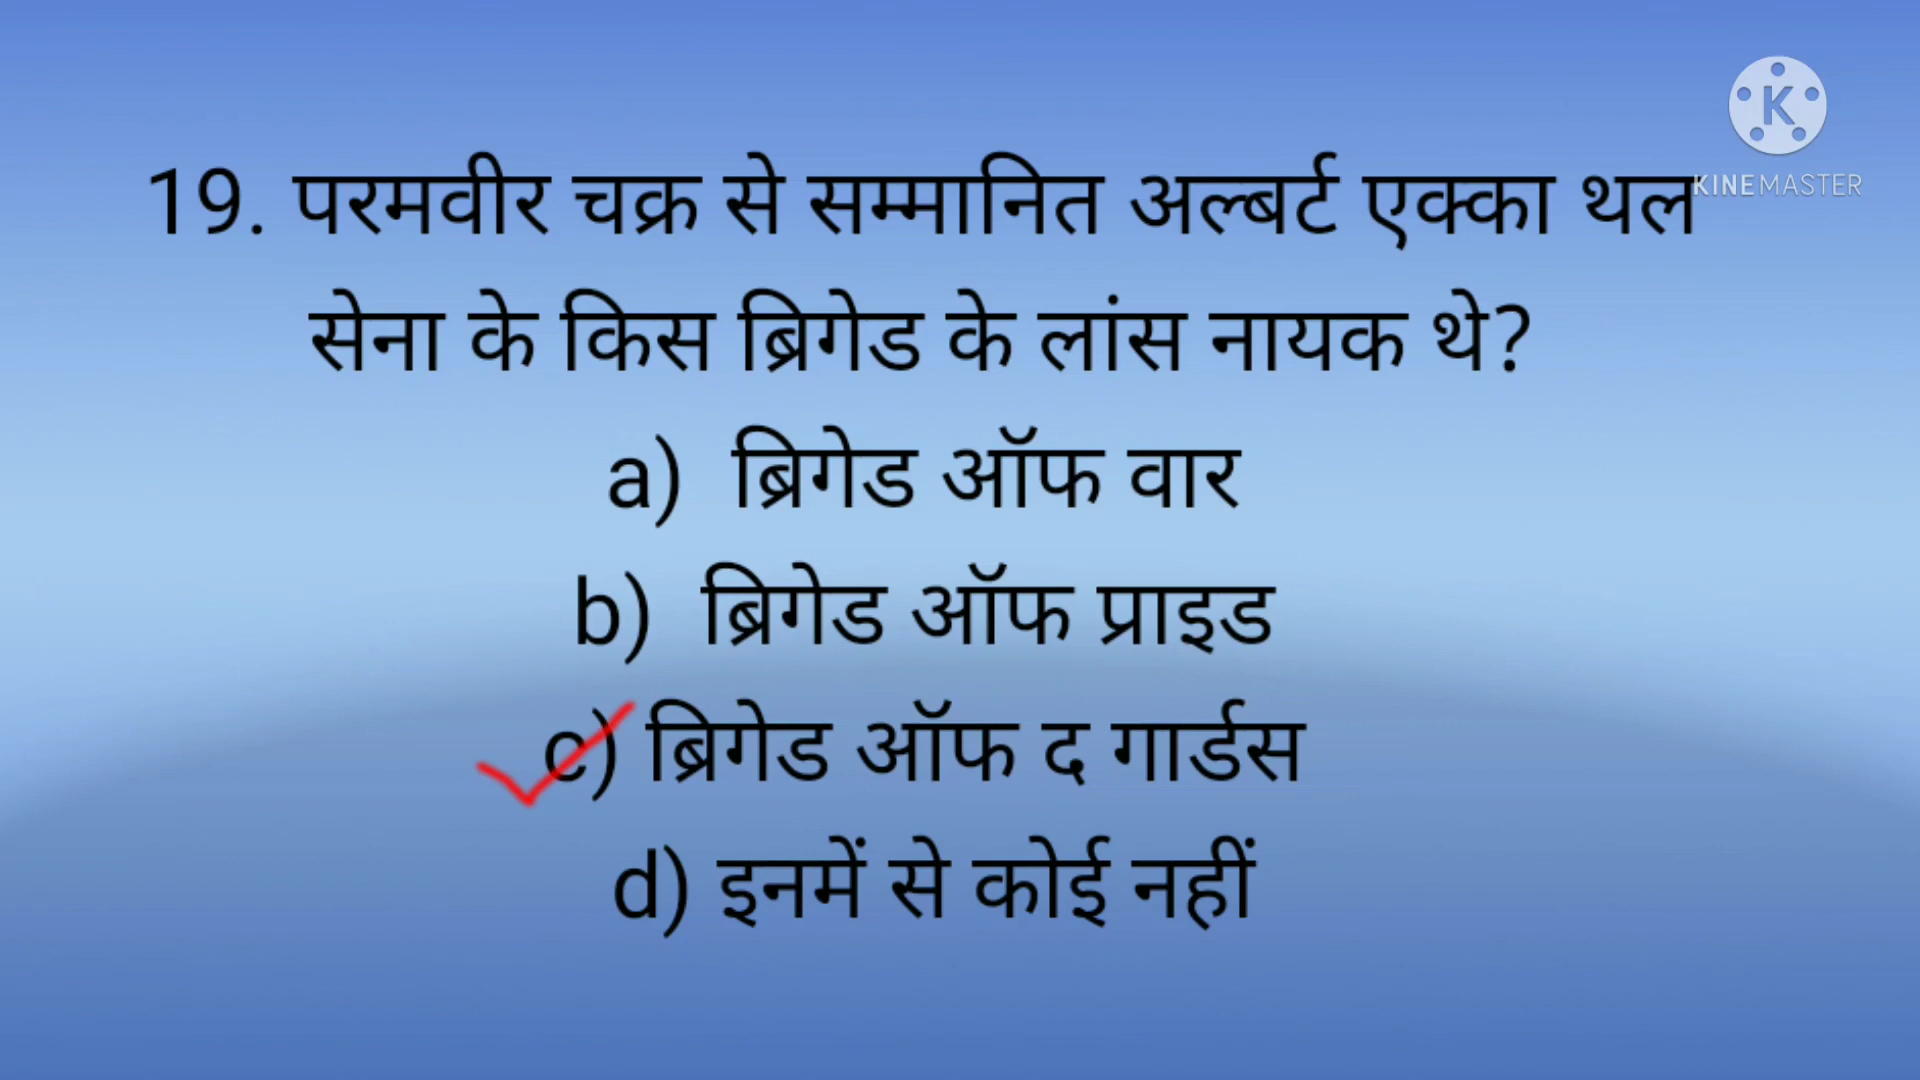 K
KINEMASTER
19. परमवीर चक्र से सम्मानित अल्बर्ट एक्का थल
सेना के किस ब्रिगेड के लांस नायक थे?
a) ब्रिगेड ऑफ वार
b) ब्रिगेड ऑफ प्राइड
c) ब्रिगेड ऑफ द गार्डस
d) इनमें से कोई नहीं